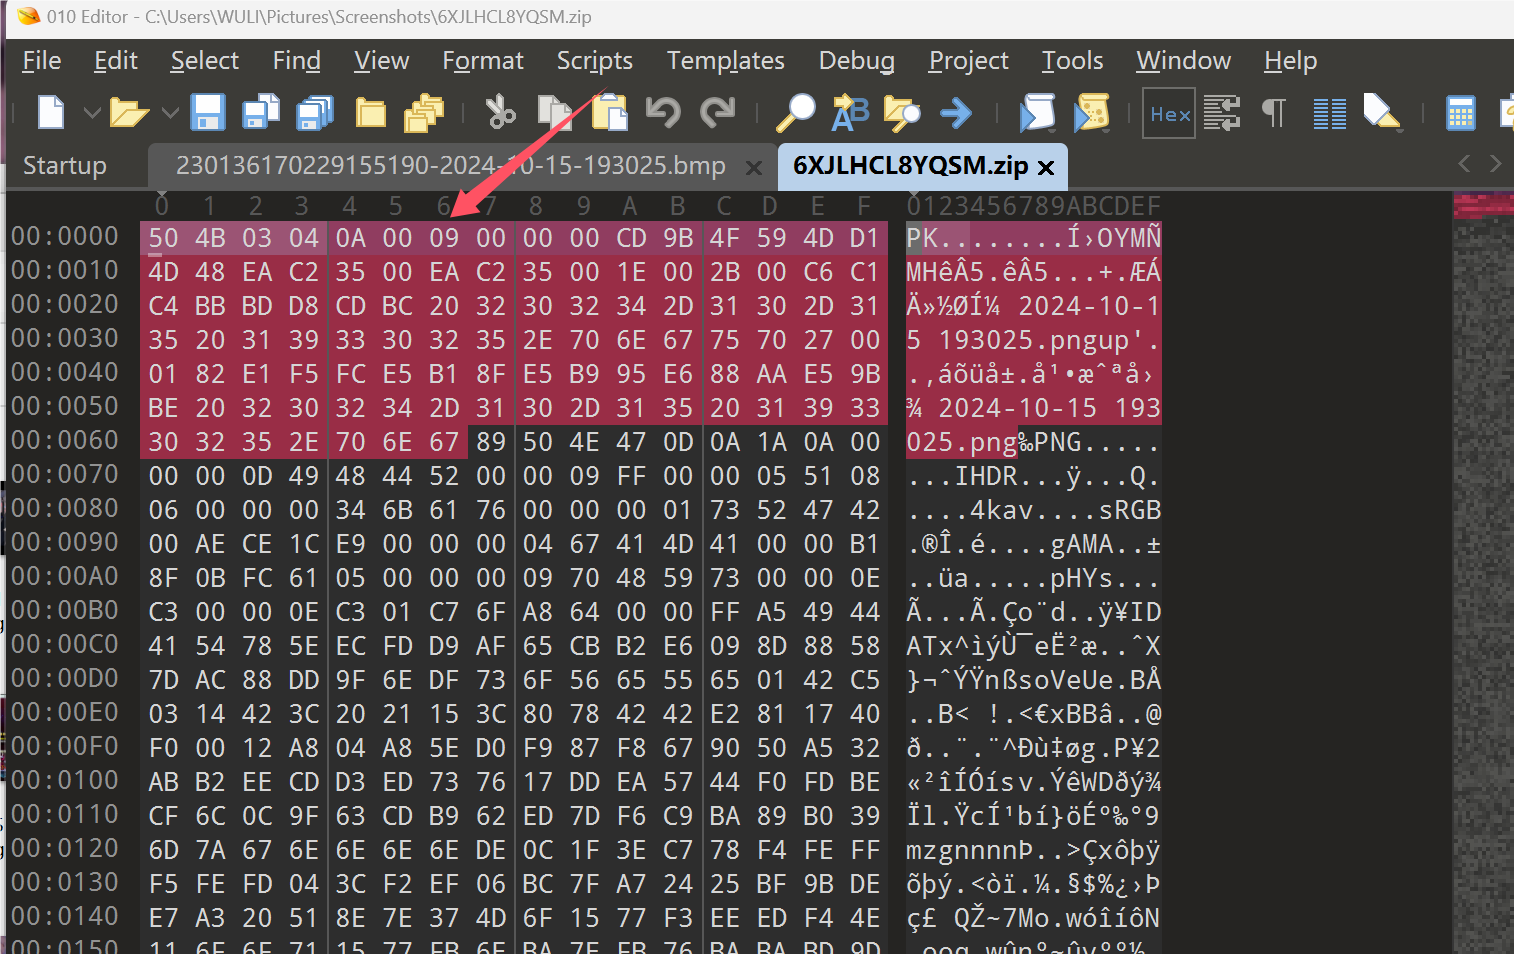 010 Editor - C:\Users\WULI\Pictures\Screenshots\6XJLHCL8YQSM.zip
File Edit Select Find View Format Scripts Templates Debug Project Tools Window Help
Hex
Startup 230136170229155190-2024-10-15-193025.bmp × 6XJLHCL8YQSM.zip ×
0 1 2 3 4 5 6 7 8 9 A B C D E F 0123456789ABCDEF
00:0000 50 4B 03 04 0A 00 09 00 00 00 CD 9B 4F 59 4D D1 PK........Í›OYMÑ
00:0010 4D 48 EA C2 35 00 EA C2 35 00 1E 00 2B 00 C6 C1 MHêÂ5.êÂ5...+.ÆÁ
00:0020 C4 BB BD D8 CD BC 20 32 30 32 34 2D 31 30 2D 31 Ä»½ØÍ¼ 2024-10-1
00:0030 35 20 31 39 33 30 32 35 2E 70 6E 67 75 70 27 00 5 193025.pngup'.
00:0040 01 82 E1 F5 FC E5 B1 8F E5 B9 95 E6 88 AA E5 9B .‚áõüå±.å¹•æˆªå›
00:0050 BE 20 32 30 32 34 2D 31 30 2D 31 35 20 31 39 33 ¾ 2024-10-15 193
00:0060 30 32 35 2E 70 6E 67 89 50 4E 47 0D 0A 1A 0A 00 025.png‰PNG.....
00:0070 00 00 0D 49 48 44 52 00 00 09 FF 00 00 05 51 08 ...IHDR...ÿ...Q.
00:0080 06 00 00 00 34 6B 61 76 00 00 00 01 73 52 47 42 ....4kav....sRGB
00:0090 00 AE CE 1C E9 00 00 00 04 67 41 4D 41 00 00 B1 .®Î.é....gAMA..±
00:00A0 8F 0B FC 61 05 00 00 00 09 70 48 59 73 00 00 0E ..üa.....pHYs...
00:00B0 C3 00 00 0E C3 01 C7 6F A8 64 00 00 FF A5 49 44 Ã...Ã.Ço¨d..ÿ¥ID
00:00C0 41 54 78 5E EC FD D9 AF 65 CB B2 E6 09 8D 88 58 ATx^ìýÙ¯eË²æ..ˆX
00:00D0 7D AC 88 DD 9F 6E DF 73 6F 56 65 55 65 01 42 C5 }¬ˆÝŸnßsoVeUe.BÅ
00:00E0 03 14 42 3C 20 21 15 3C 80 78 42 42 E2 81 17 40 ..B< !.<€xBBâ..@
00:00F0 F0 00 12 A8 04 A8 5E D0 F9 87 F8 67 90 50 A5 32 ð..¨.¨^Ðù‡øg.P¥2
00:0100 AB B2 EE CD D3 ED 73 76 17 DD EA 57 44 F0 FD BE «²îÍÓísv.ÝêWDðý¾
00:0110 CF 6C 0C 9F 63 CD B9 62 ED 7D F6 C9 BA 89 B0 39 Ïl.ŸcÍ¹bí}öÉº‰°9
00:0120 6D 7A 67 6E 6E 6E 6E DE 0C 1F 3E C7 78 F4 FE FF mzgnnnnÞ..>Çxôþÿ
00:0130 F5 FE FD 04 3C F2 EF 06 BC 7F A7 24 25 BF 9B DE õþý.<òï.¼.§$%¿›Þ
00:0140 E7 A3 20 51 8E 7E 37 4D 6F 15 77 F3 EE ED F4 4E ç£ QŽ~7Mo.wóîíôN
00:0150